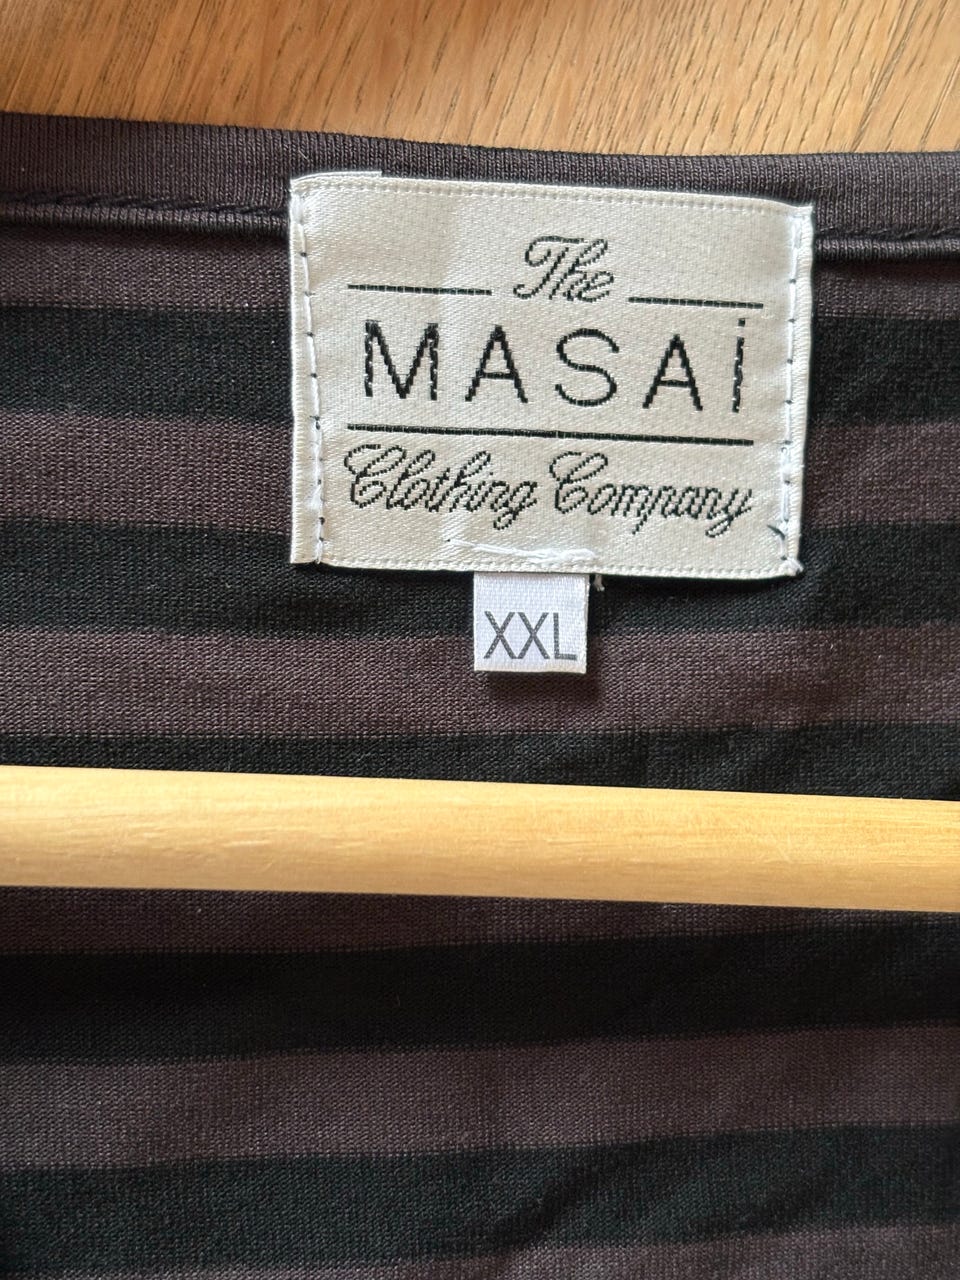 The
MASAi
Clothing Company
XXL